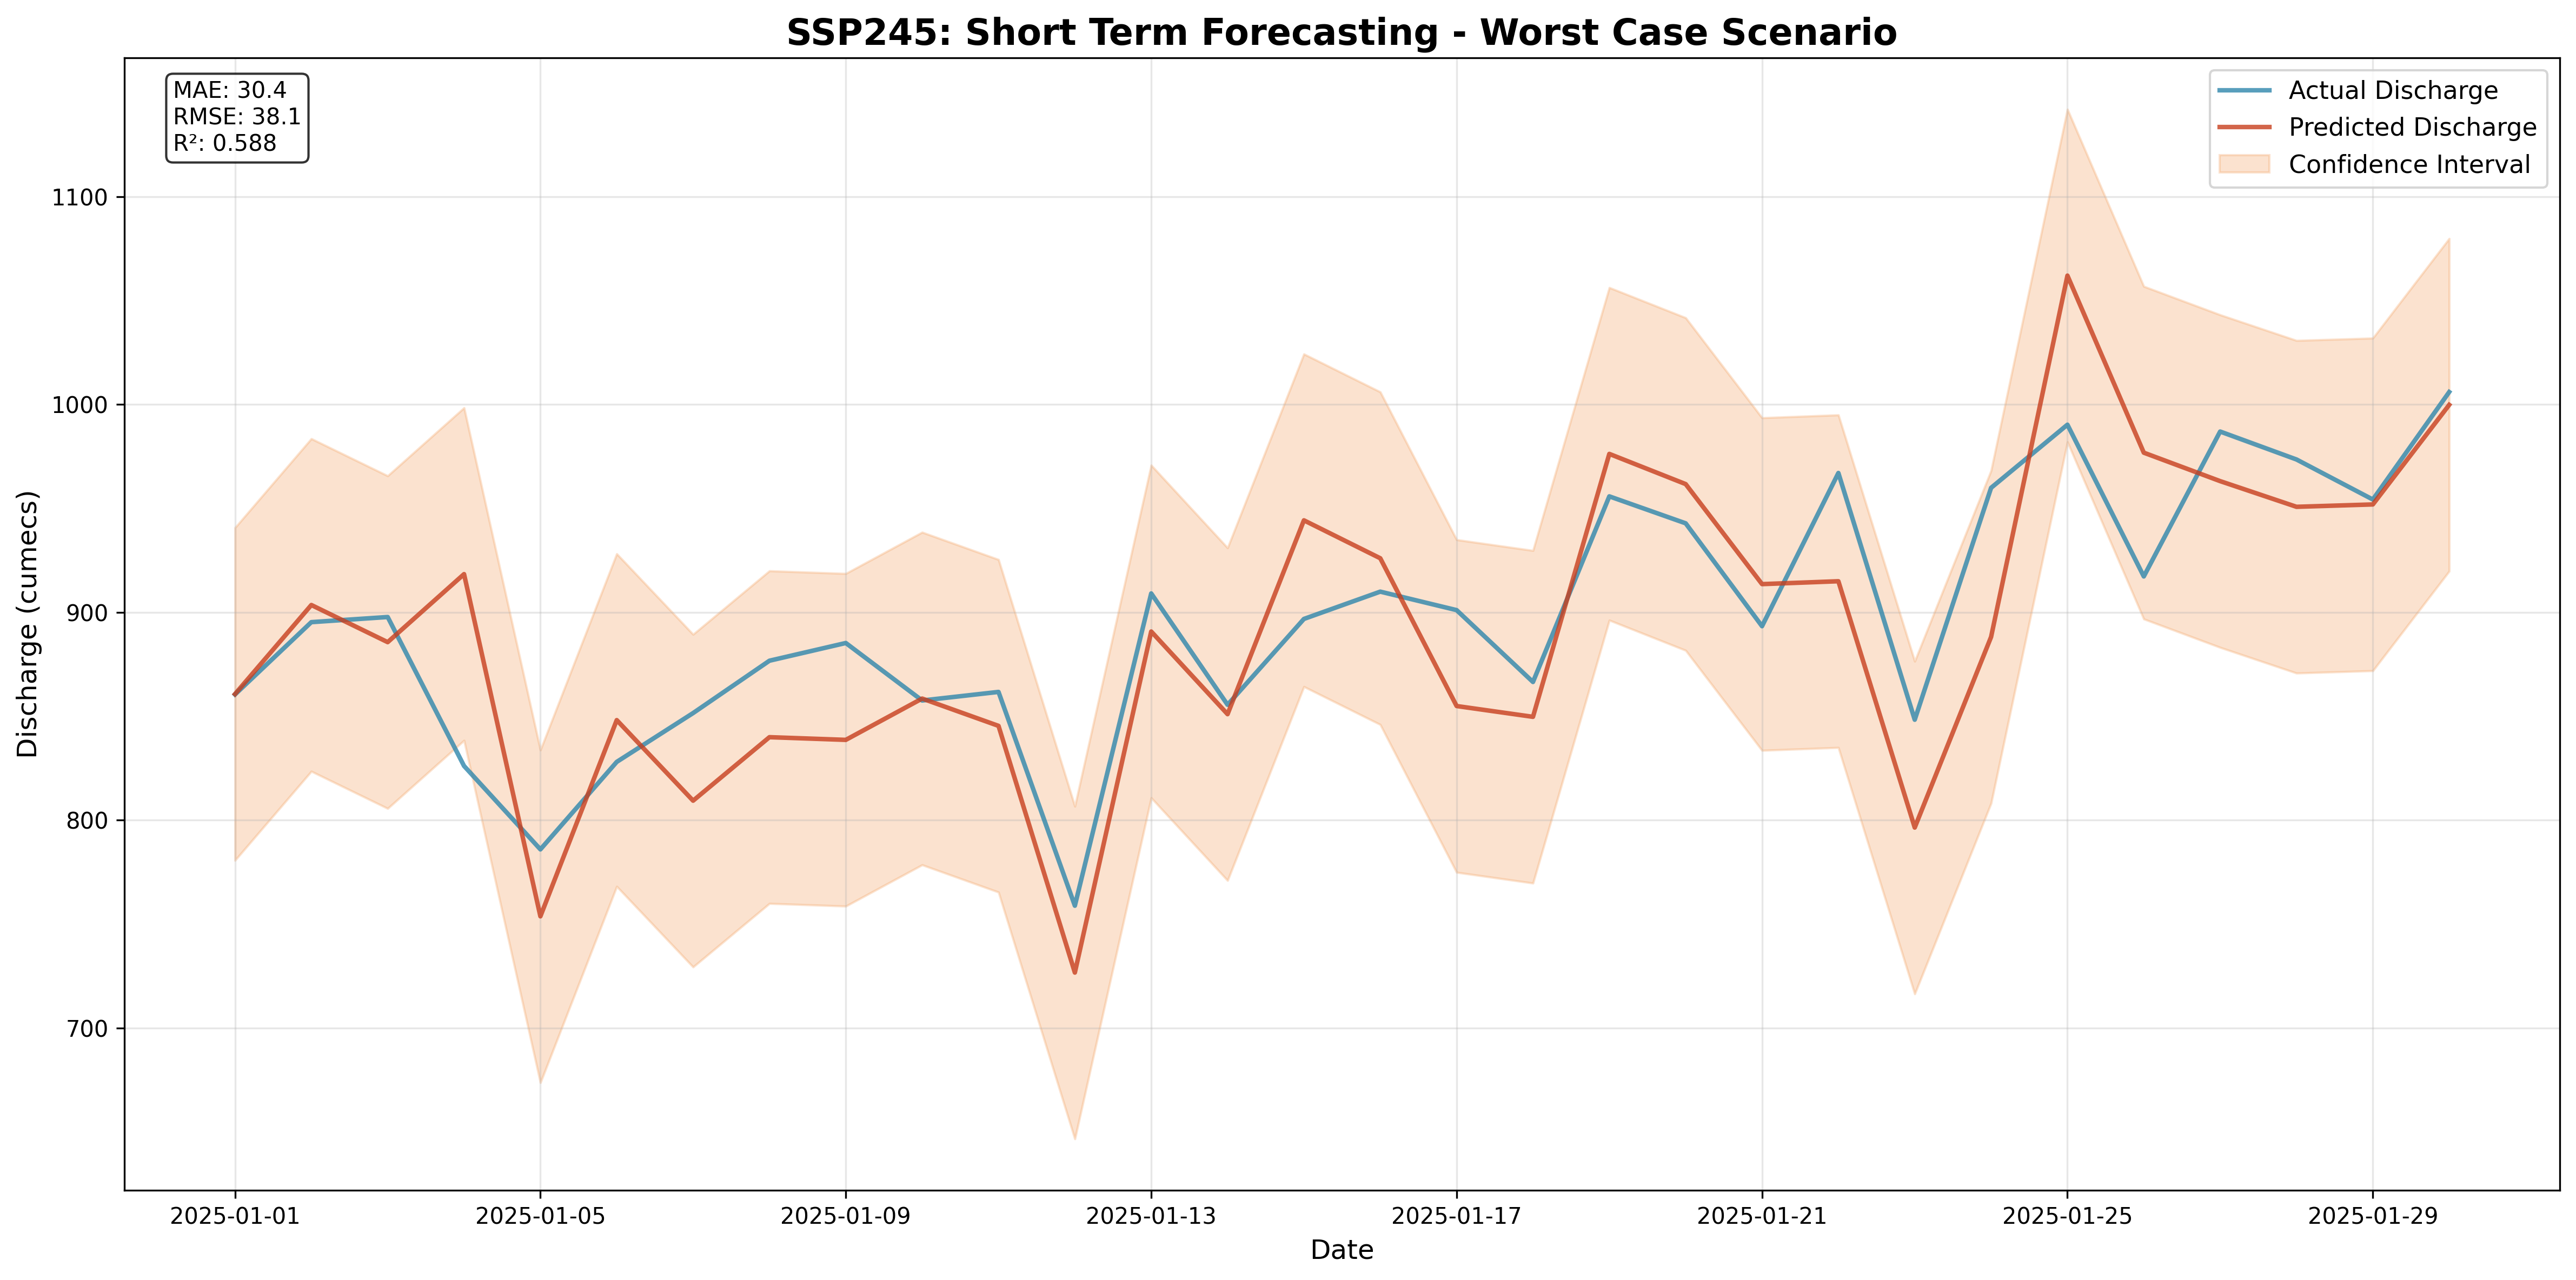 SSP245: Short Term Forecasting - Worst Case Scenario
MAE: 30.4
RMSE: 38.1
R²: 0.588
Actual Discharge
Predicted Discharge
Confidence Interval
Discharge (cumecs)
1100
1000
900
800
700
2025-01-01
2025-01-05
2025-01-09
2025-01-13
2025-01-17
2025-01-21
2025-01-25
2025-01-29
Date